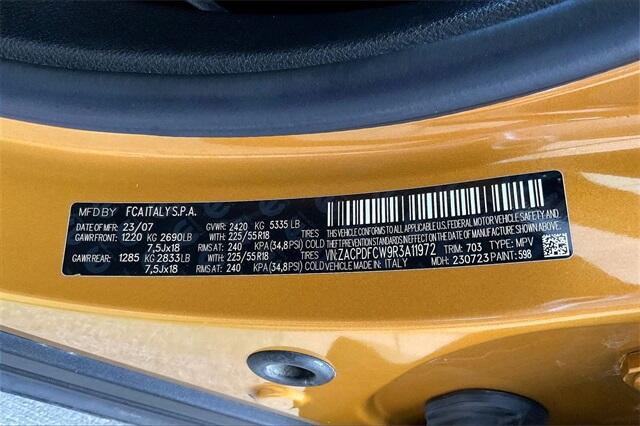 MFD BY FCA ITALY S.P.A.
DATE OF MFR: 23/07 GVWR: 2420 KG 5335 LB
GAWR FRONT: 1220 KG 2690LB WITH 225/55R18 TIRES
7,5Jx18 RIMS AT: 240 KPA (34,8PSI) COLD
GAWR REAR: 1285 KG 2833LB WITH 225/55R18 TIRES
7,5Jx18 RIMS AT: 240 KPA (34,8PSI) COLD
THIS VEHICLE CONFORMS TO ALL APPLICABLE U.S. FEDERAL MOTOR VEHICLE SAFETY AND
THEFT PREVENTION STANDARDS IN EFFECT ON THE DATE OF MANUFACTURE SHOWN ABOVE.
VIN: ZACPDFCW9R3A11972 TRIM: 703 TYPE: MPV
VEHICLE MADE IN: ITALY MDH: 230723 PAINT: 598